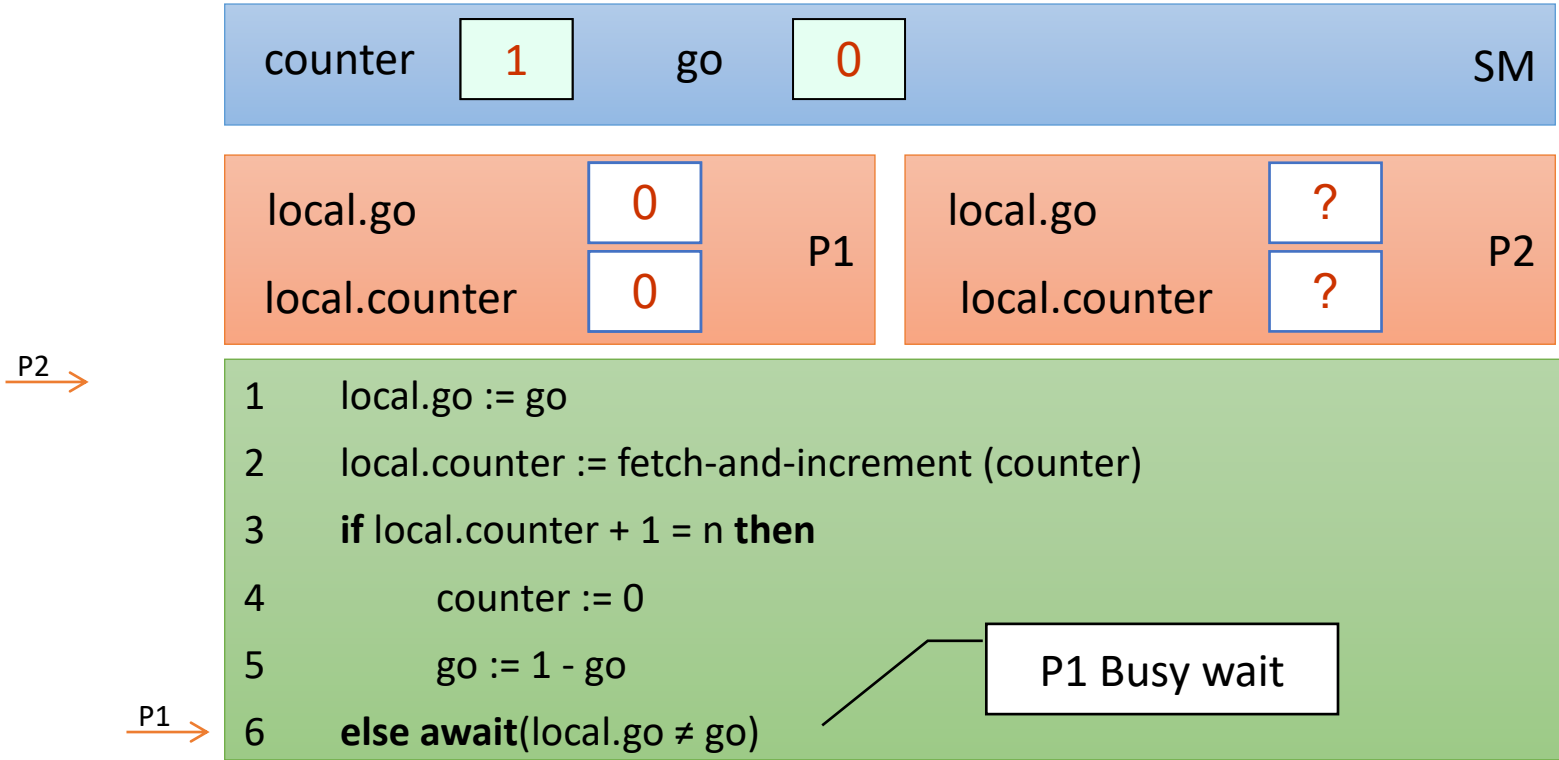 counter 1 go 0 SM
local.go 0
local.counter 0
P1
local.go ?
local.counter ?
P2
P2
1 local.go := go
2 local.counter := fetch-and-increment (counter)
3 if local.counter + 1 = n then
4 counter := 0
5 go := 1 - go
P1 Busy wait
P1
6 else await(local.go ≠ go)